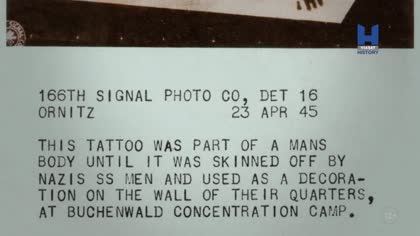 VIASAT
HISTORY
166TH SIGNAL PHOTO CO, DET 16
ORNITZ 23 APR 45
THIS TATTOO WAS PART OF A MANS
BODY UNTIL IT WAS SKINNED OFF BY
NAZIS SS MEN AND USED AS A DECORA-
TION ON THE WALL OF THEIR QUARTERS,
AT BUCHENWALD CONCENTRATION CAMP.